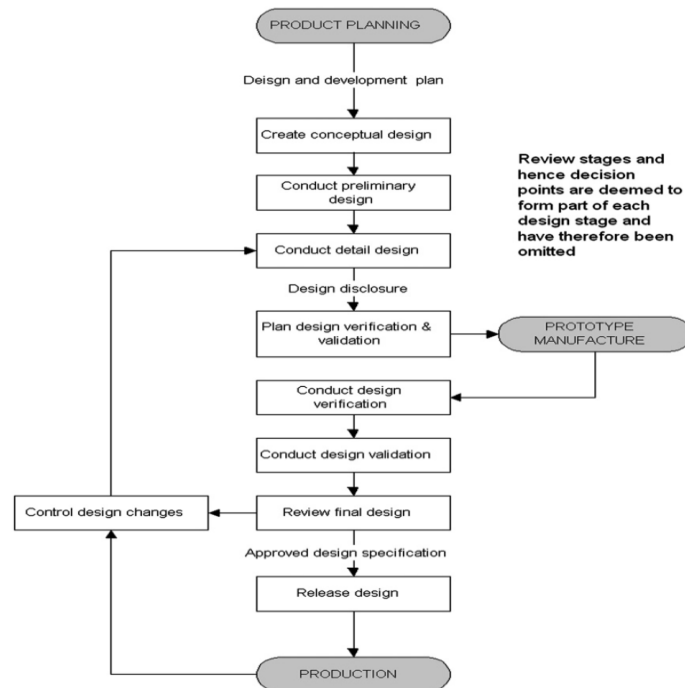 PRODUCT PLANNING
Deisgn and development plan
Create conceptual design
Review stages and
hence decision
points are deemed to
form part of each
design stage and
have therefore been
omitted
Conduct preliminary
design
Conduct detail design
Design disclosure
Plan design verification &
validation
PROTOTYPE
MANUFACTURE
Conduct design
verification
Conduct design validation
Control design changes
Review final design
Approved design specification
Release design
PRODUCTION